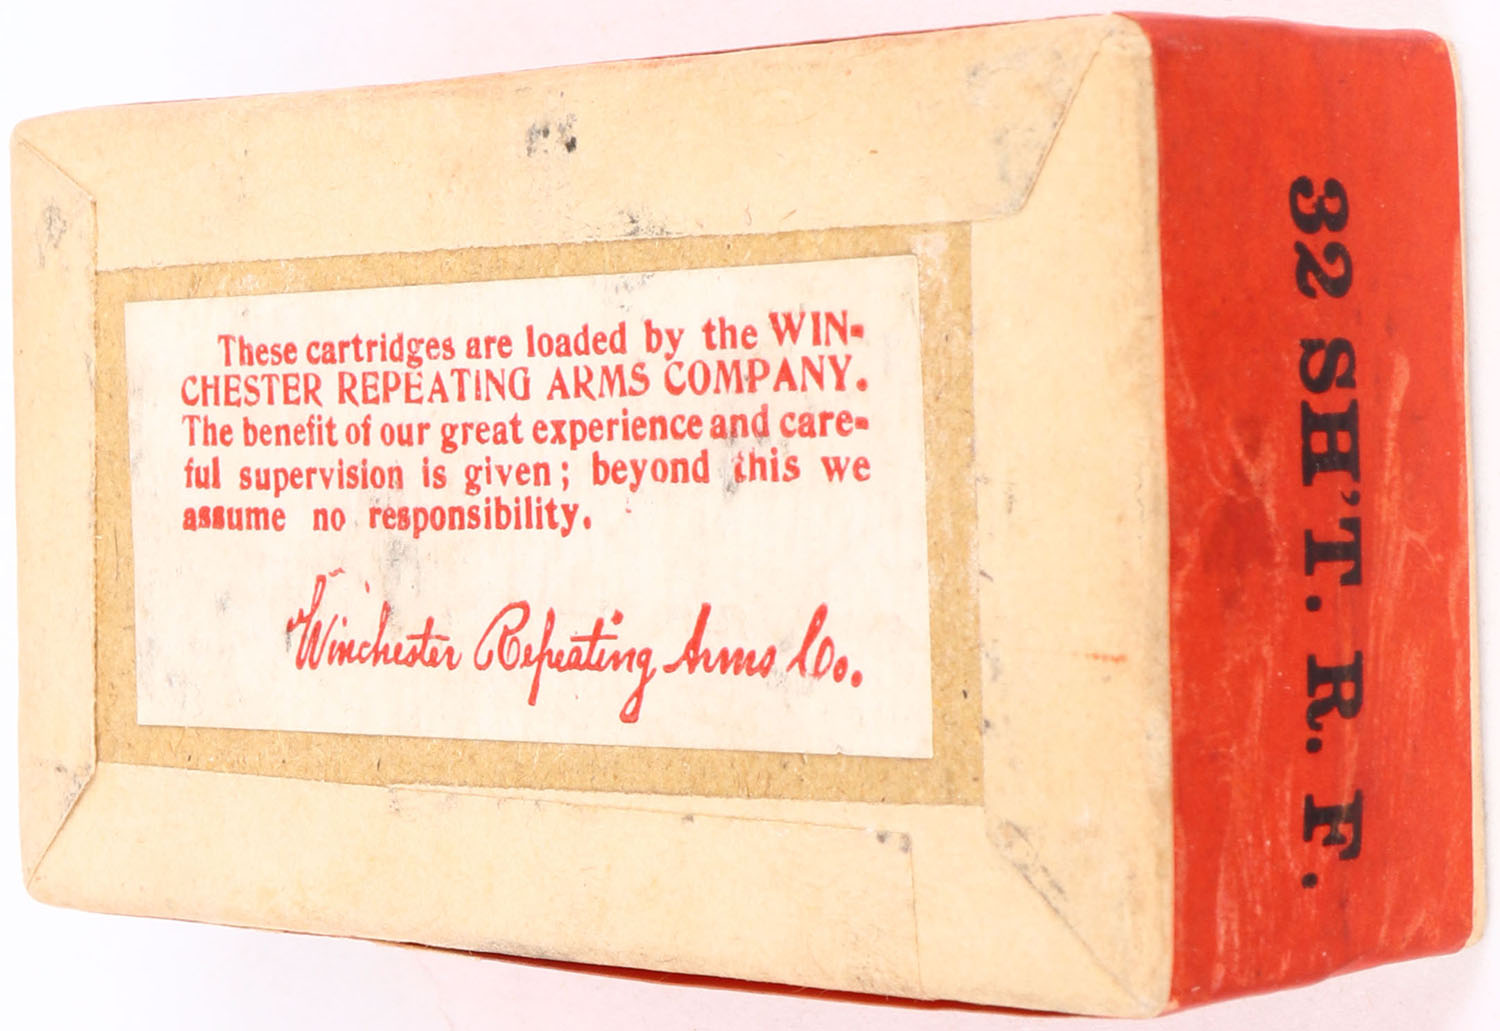 These cartridges are loaded by the WIN-
CHESTER REPEATING ARMS COMPANY.
The benefit of our great experience and care-
ful supervision is given; beyond this we
assume no responsibility.
Winchester Repeating Arms Co.
32 SH'T. R. F.